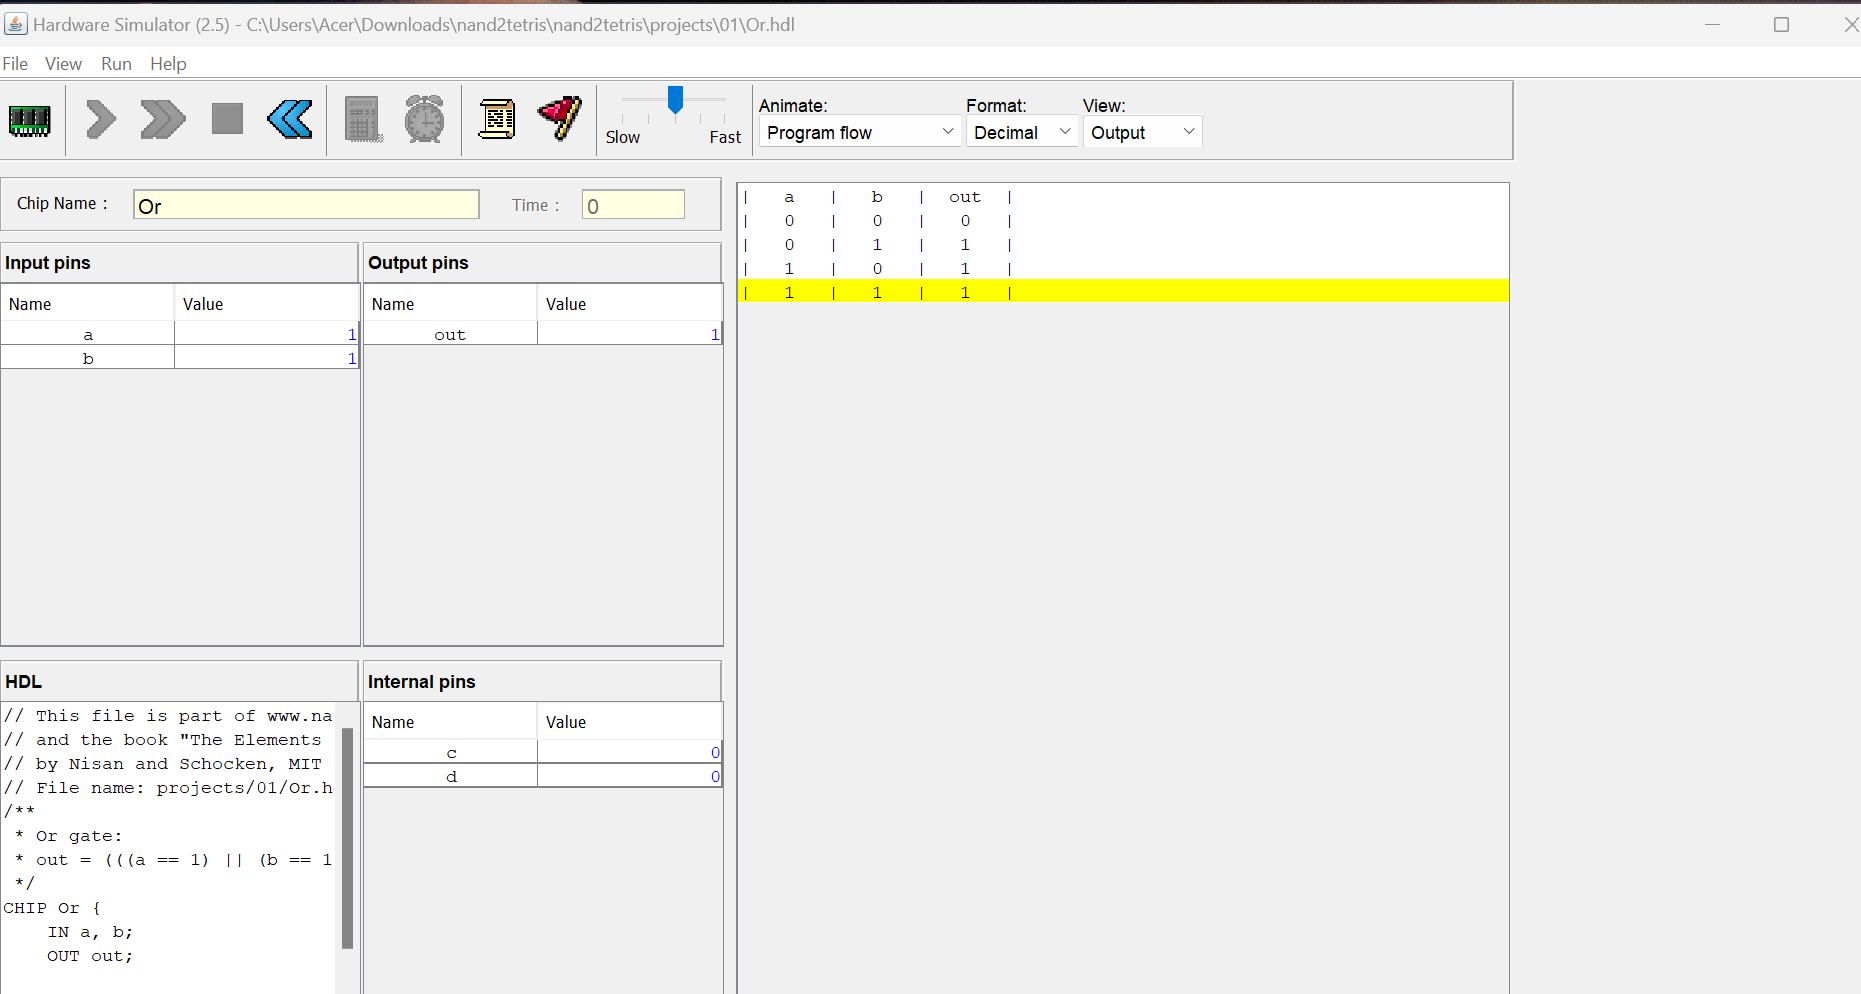 Hardware Simulator (2.5) - C:\Users\Acer\Downloads\nand2tetris\nand2tetris\projects\01\Or.hdl
File View Run Help
Slow Fast
Animate: Format: View:
Program flow Decimal Output
Chip Name : Or Time : 0
Input pins
Name Value
a 1
b 1
Output pins
Name Value
out 1
HDL
// This file is part of www.na
// and the book "The Elements
// by Nisan and Schocken, MIT
// File name: projects/01/Or.h
/**
* Or gate:
* out = (((a == 1) || (b == 1
*/
CHIP Or {
IN a, b;
OUT out;
Internal pins
Name Value
c 0
d 0
| a | b | out |
| 0 | 0 | 0 |
| 0 | 1 | 1 |
| 1 | 0 | 1 |
| 1 | 1 | 1 |